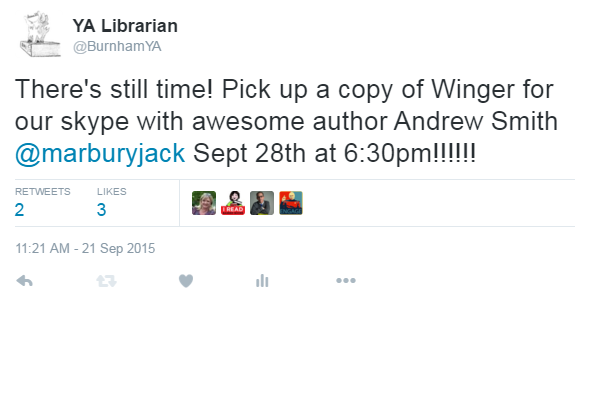 YA Librarian
@BurnhamYA
There's still time! Pick up a copy of Winger for
our skype with awesome author Andrew Smith
@marburyjack Sept 28th at 6:30pm!!!!!!
RETWEETS LIKES
2 3
I READ
11:21 AM - 21 Sep 2015